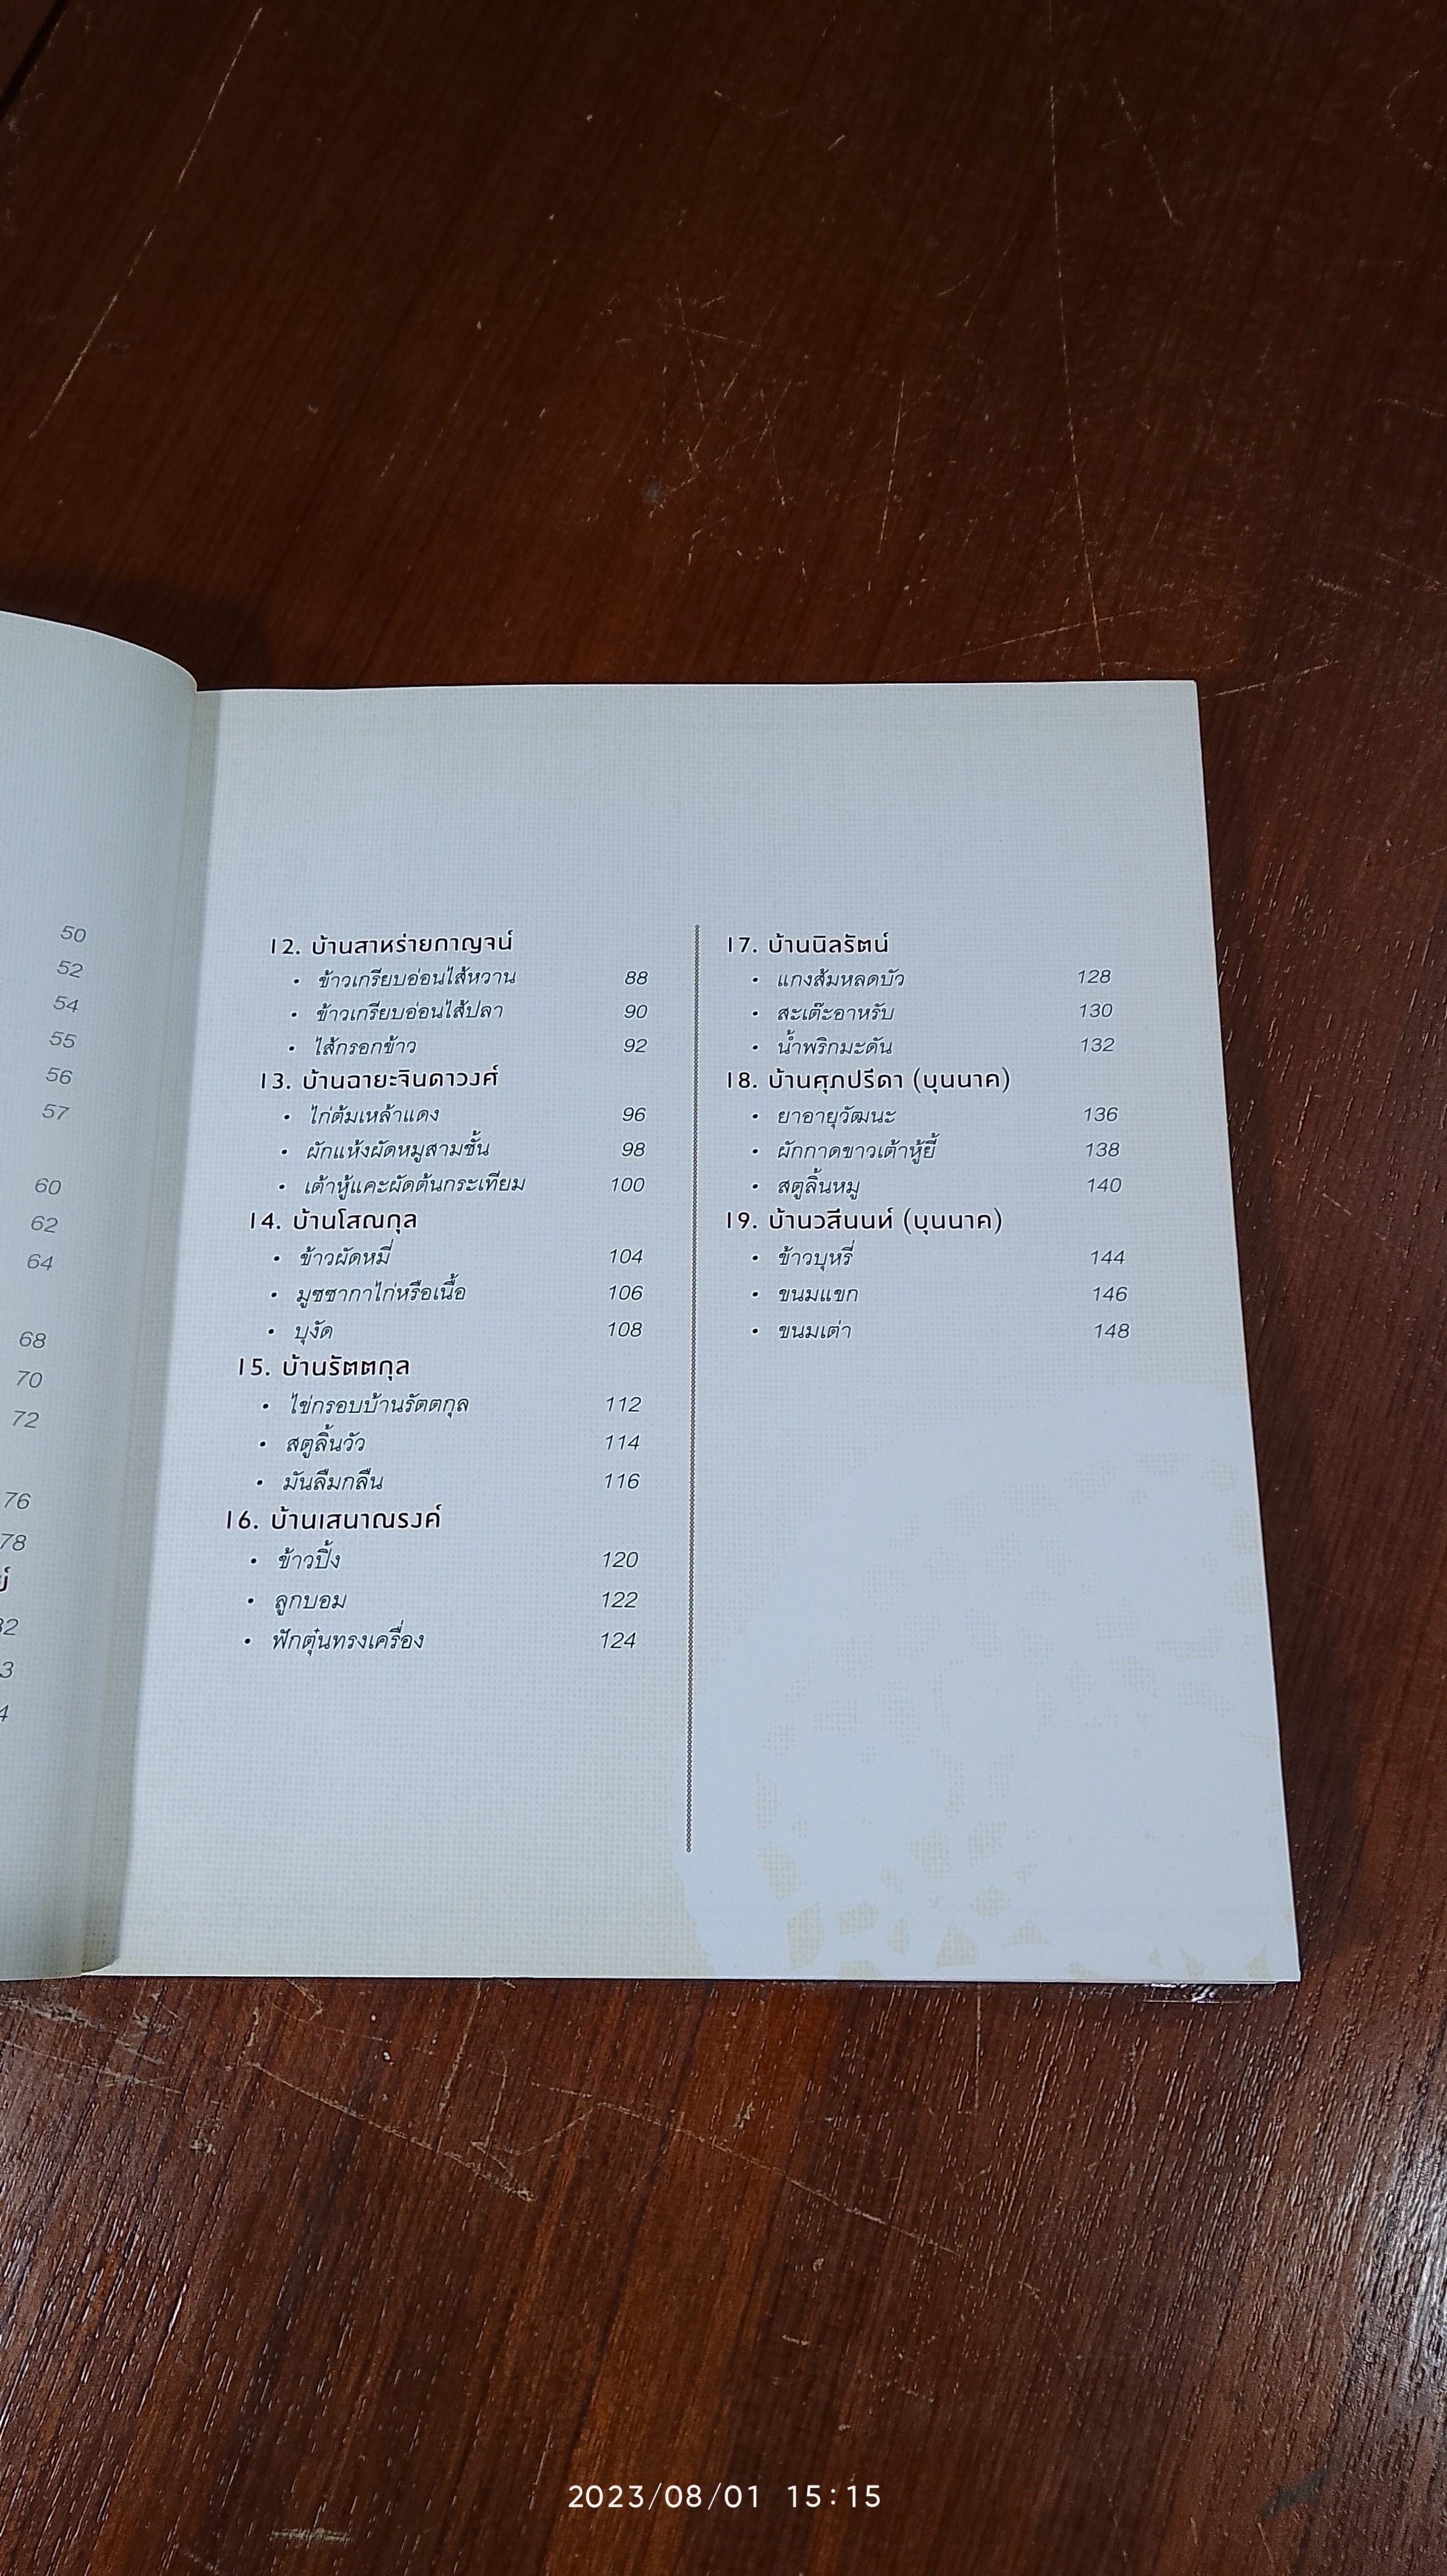 50
52
54
55
56
57
60
62
64
68
70
72
76
78
12. บ้านสาหร่ายกาญจน์
• ข้าวเกรียบอ่อนไส้หวาน 88
• ข้าวเกรียบอ่อนไส้ปลา 90
• ไส้กรอกข้าว 92
13. บ้านฉายะจินดาวงศ์
• ไก่ต้มเหล้าแดง 96
• ผักแห้งผัดหมูสามชั้น 98
• เต้าหู้แคะผัดต้นกระเทียม 100
14. บ้านโสณกุล
• ข้าวผัดหมี่ 104
• มูซซากาไก่หรือเนื้อ 106
• บุงัด 108
15. บ้านรัตตกุล
• ไข่กรอบบ้านรัตตกุล 112
• สตูลิ้นวัว 114
• มันลืมกลืน 116
16. บ้านเสนาณรงค์
• ข้าวปิ้ง 120
• ลูกบอม 122
• ฟักตุ๋นทรงเครื่อง 124
17. บ้านนิลรัตน์
• แกงส้มหลดบัว 128
• สะเต๊ะอาหรับ 130
• น้ำพริกมะดัน 132
18. บ้านศุภปรีดา (บุนนาค)
• ยาอายุวัฒนะ 136
• ผักกาดขาวเต้าหู้ยี้ 138
• สตูลิ้นหมู 140
19. บ้านวสีนนท์ (บุนนาค)
• ข้าวบุหรี่ 144
• ขนมแขก 146
• ขนมเต่า 148
2023/08/01 15:15